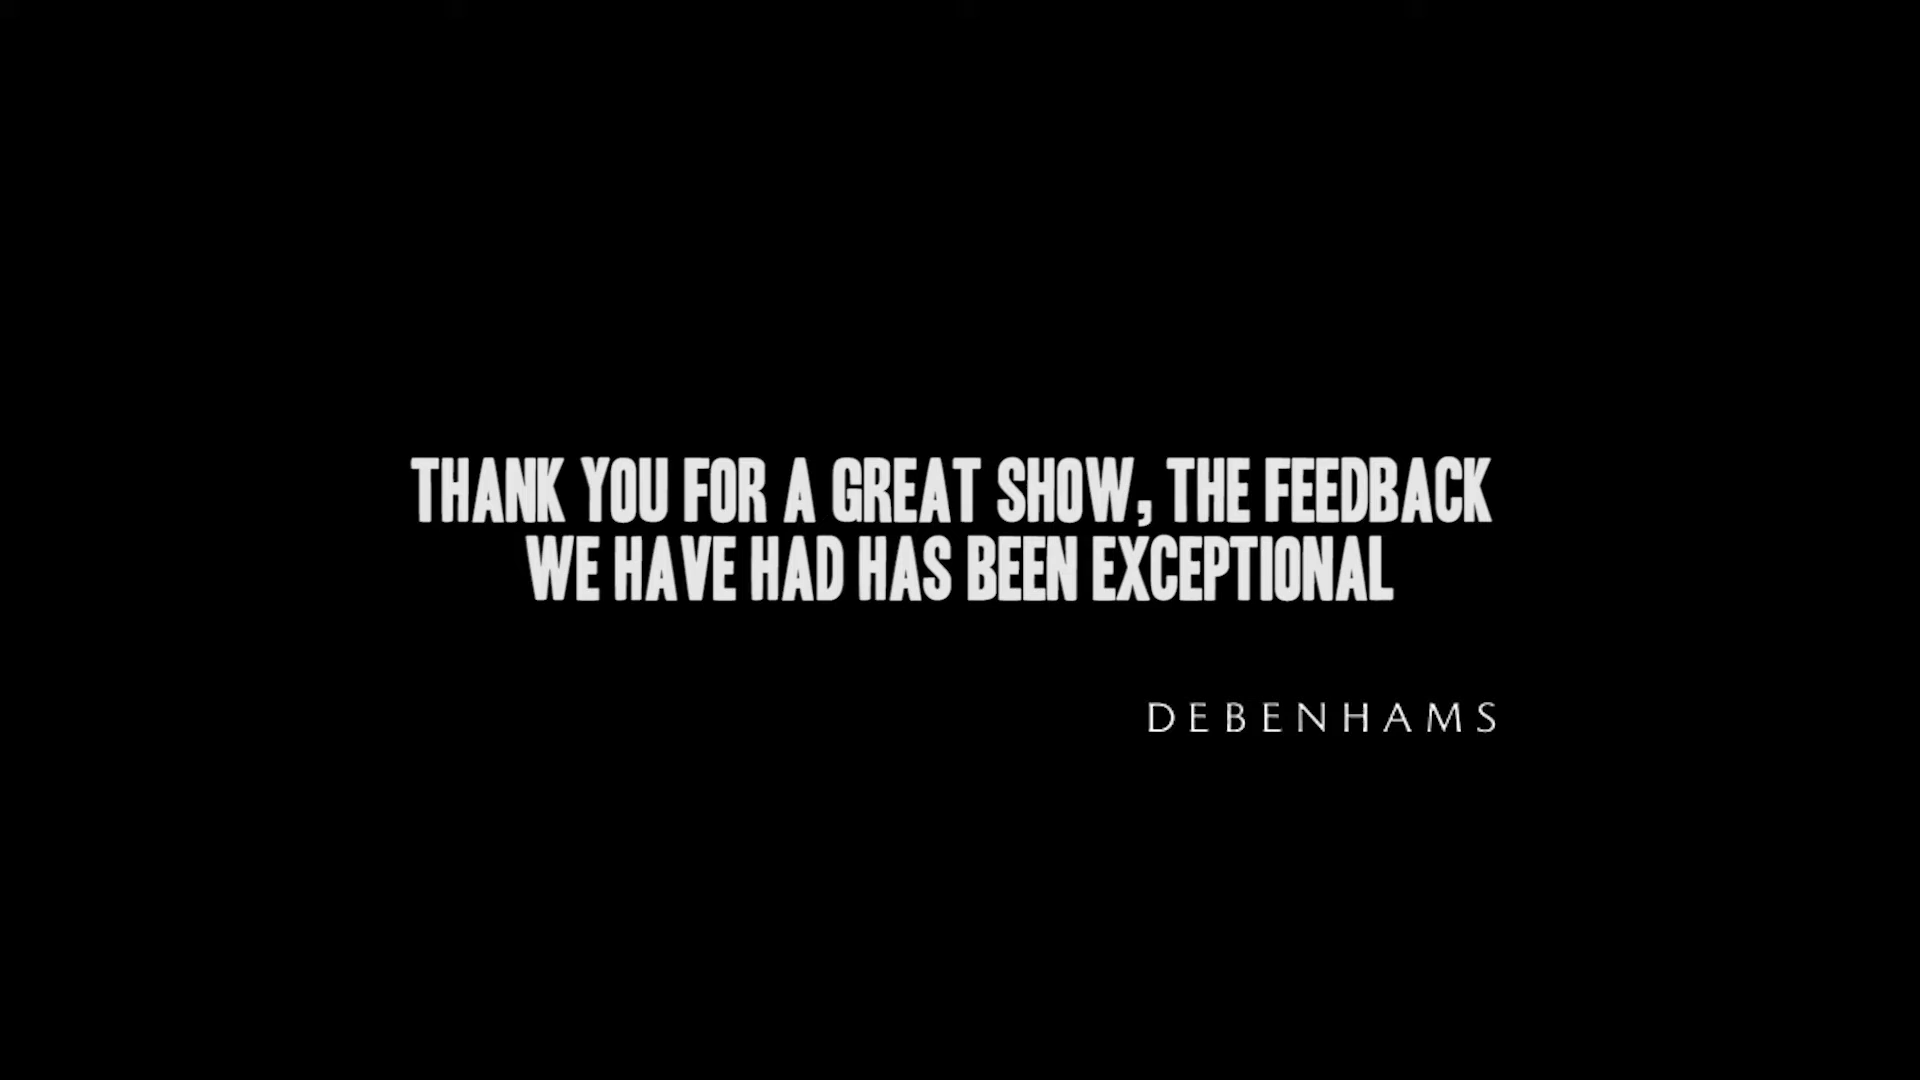 THANK YOU FOR A GREAT SHOW, THE FEEDBACK
WE HAVE HAD HAS BEEN EXCEPTIONAL
DEBENHAMS